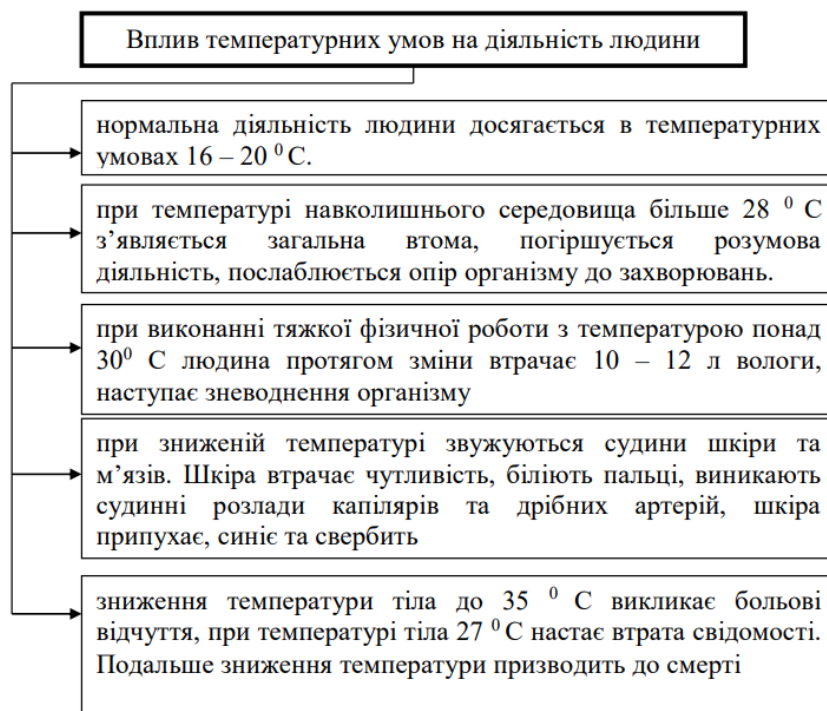 Вплив температурних умов на діяльність людини
нормальна діяльність людини досягається в температурних
умовах 16 – 20 ⁰ С.
при температурі навколишнього середовища більше 28 ⁰ С
з’являється загальна втома, погіршується розумова
діяльність, послаблюється опір організму до захворювань.
при виконанні тяжкої фізичної роботи з температурою понад
30⁰ С людина протягом зміни втрачає 10 – 12 л вологи,
наступає зневоднення організму
при зниженій температурі звужуються судини шкіри та
м’язів. Шкіра втрачає чутливість, біліють пальці, виникають
судинні розлади капілярів та дрібних артерій, шкіра
припухає, синіє та свербить
зниження температури тіла до 35 ⁰ С викликає больові
відчуття, при температурі тіла 27 ⁰ С настає втрата свідомості.
Подальше зниження температури призводить до смерті